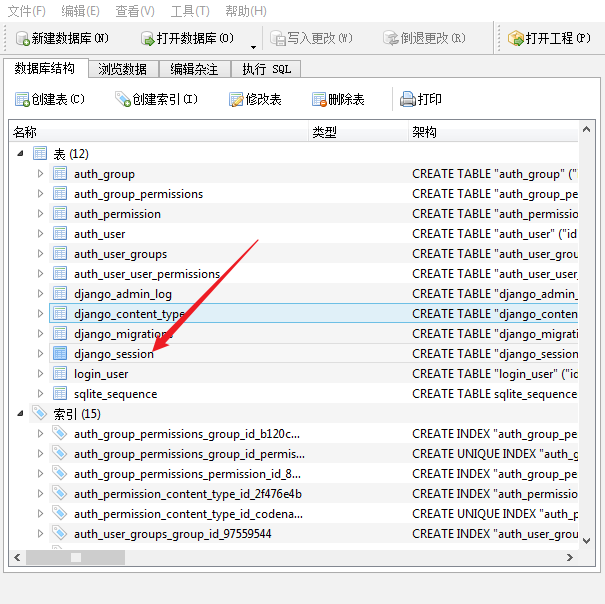 文件(F) 编辑(E) 查看(V) 工具(T) 帮助(H)
新建数据库(N) 打开数据库(O) 写入更改(W) 倒退更改(R) 打开工程(P)
数据库结构 浏览数据 编辑杂注 执行 SQL
创建表(C) 创建索引(I) 修改表 删除表 打印
名称 类型 架构
表 (12)
auth_group CREATE TABLE "auth_group" ("
auth_group_permissions CREATE TABLE "auth_group_pe
auth_permission CREATE TABLE "auth_permissio
auth_user CREATE TABLE "auth_user" ("id
auth_user_groups CREATE TABLE "auth_user_grou
auth_user_user_permissions CREATE TABLE "auth_user_user_
django_admin_log CREATE TABLE "django_admin_
django_content_type CREATE TABLE "django_conten
django_migrations CREATE TABLE "django_migratio
django_session CREATE TABLE "django_session
login_user CREATE TABLE "login_user" ("id
sqlite_sequence CREATE TABLE sqlite_sequence
索引 (15)
auth_group_permissions_group_id_b120c... CREATE INDEX "auth_group_pe
auth_group_permissions_group_id_permis... CREATE UNIQUE INDEX "auth_g
auth_group_permissions_permission_id_8... CREATE INDEX "auth_group_pe
auth_permission_content_type_id_2f476e4b CREATE INDEX "auth_permissio
auth_permission_content_type_id_codena... CREATE UNIQUE INDEX "auth_p
auth_user_groups_group_id_97559544 CREATE INDEX "auth_user_grou